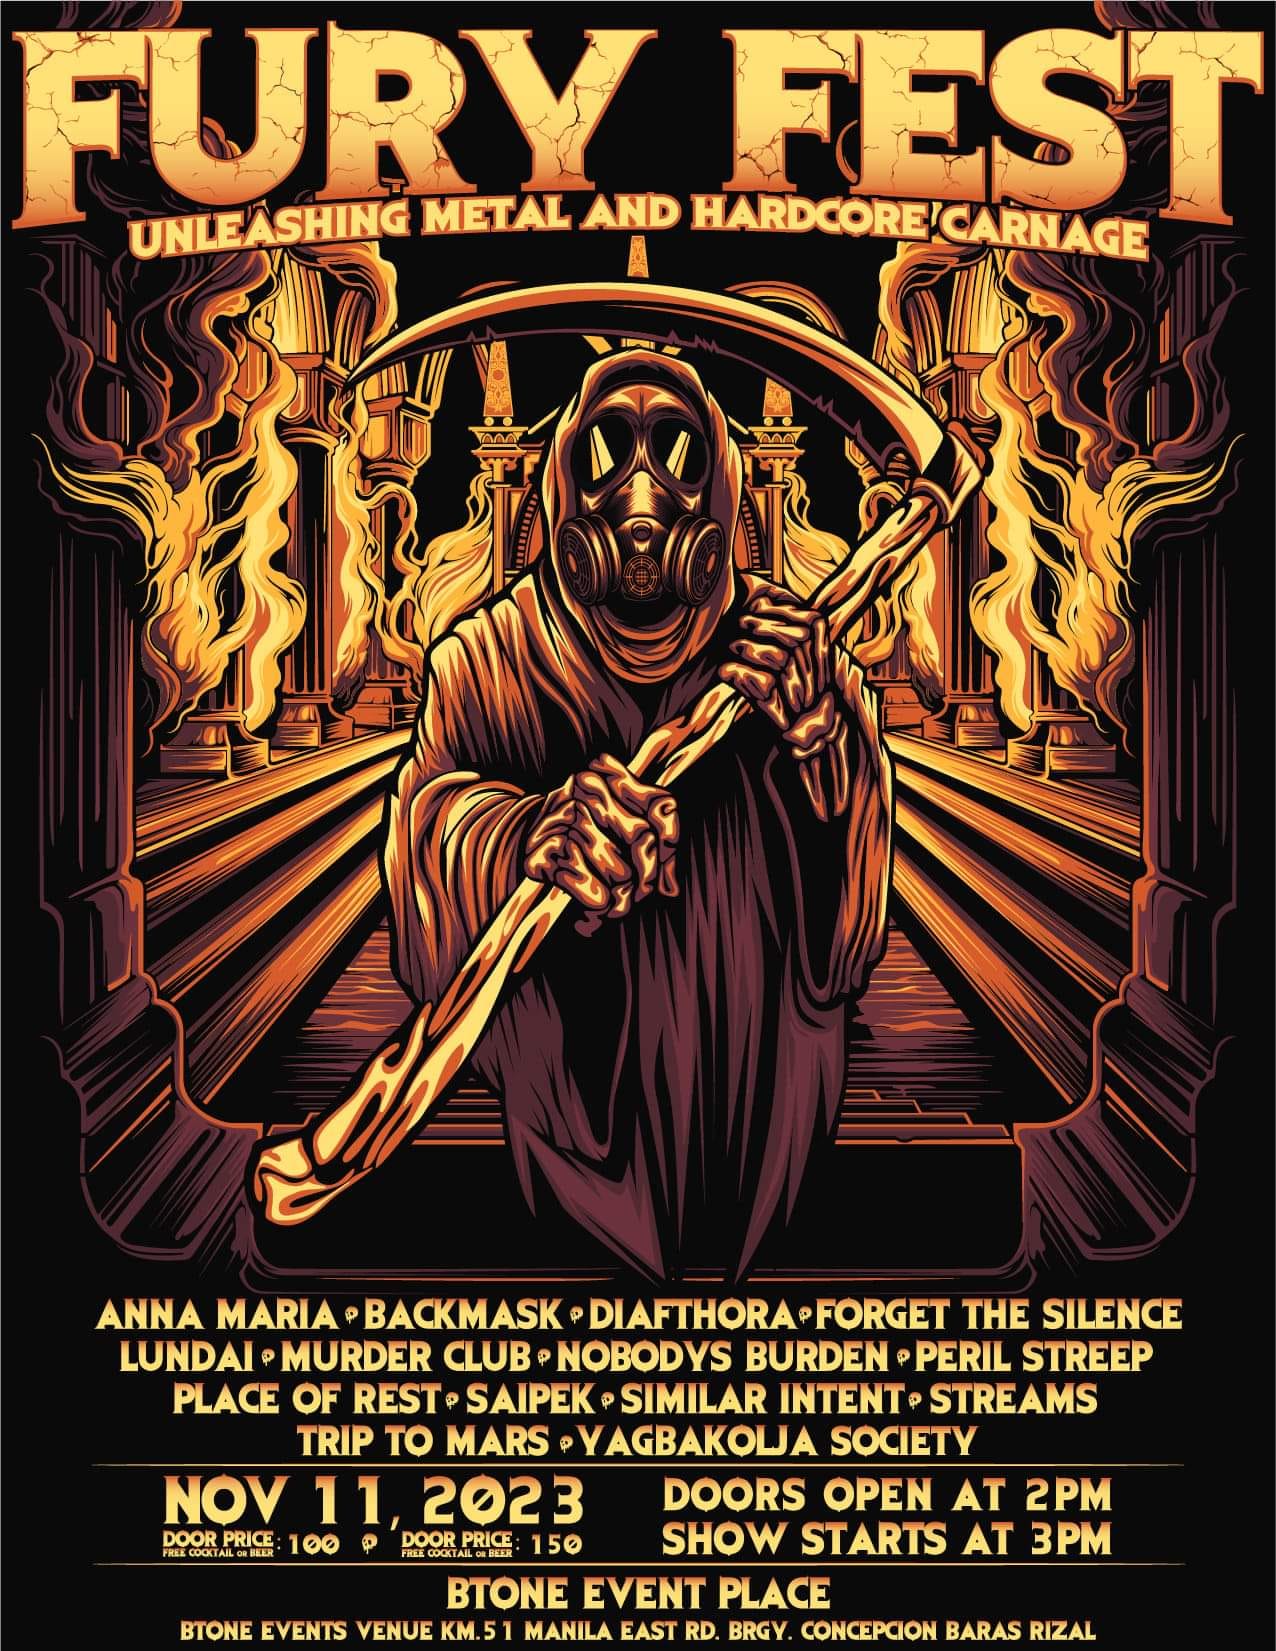 FURY FEST
UNLEASHING METAL AND HARDCORE CARNAGE
ANNA MARIA • BACKMASK • DIAFTHORA • FORGET THE SILENCE
LUNDAI • MURDER CLUB • NOBODYS BURDEN • PERIL STREEP
PLACE OF REST • SAIPEK • SIMILAR INTENT • STREAMS
TRIP TO MARS • YAGBAKOLJA SOCIETY
NOV 11, 2023
DOOR PRICE: 100 DOOR PRICE: 150
FREE COCKTAIL OR BEER FREE COCKTAIL OR BEER
DOORS OPEN AT 2PM
SHOW STARTS AT 3PM
BTONE EVENT PLACE
BTONE EVENTS VENUE KM.51 MANILA EAST RD. BRGY. CONCEPCION BARAS RIZAL